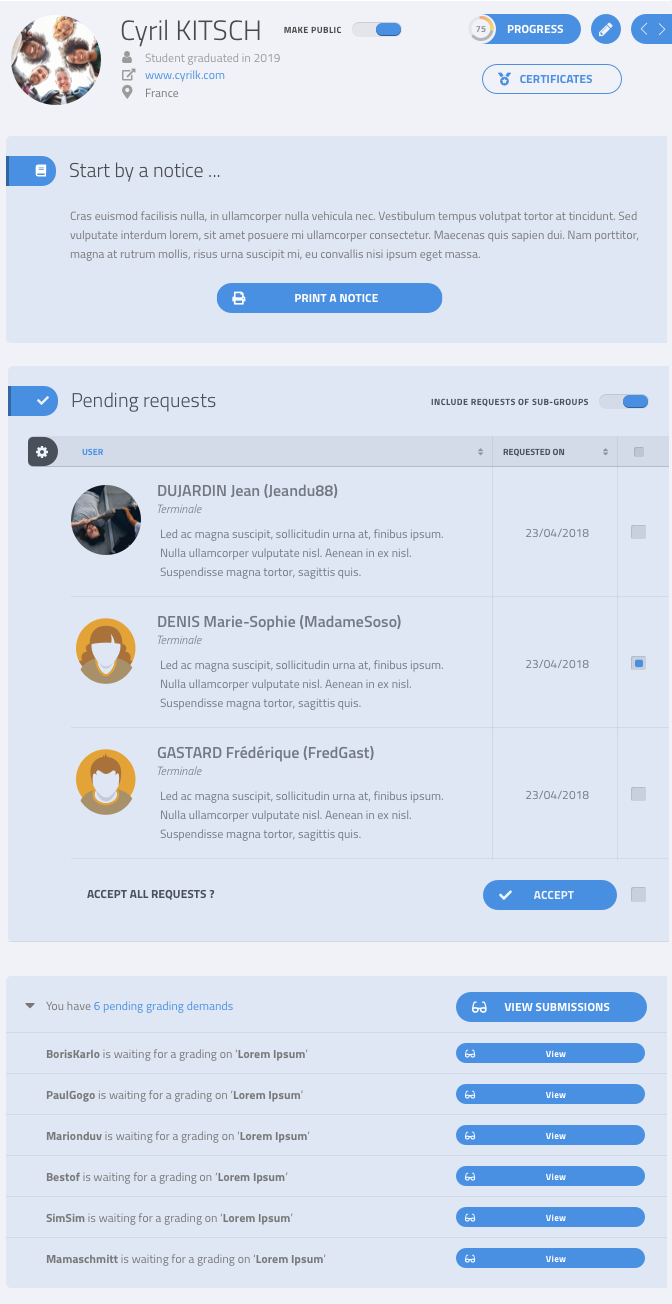 Cyril KITSCH
MAKE PUBLIC
75
PROGRESS
Student graduated in 2019
www.cyrilk.com
France
CERTIFICATES
Start by a notice ...
Cras euismod facilisis nulla, in ullamcorper nulla vehicula nec. Vestibulum tempus volutpat tortor at tincidunt. Sed
vulputate interdum lorem, sit amet posuere mi ullamcorper consectetur. Maecenas quis sapien dui. Nam porttitor,
magna at rutrum mollis, risus urna suscipit mi, eu convallis nisi ipsum eget massa.
PRINT A NOTICE
Pending requests
INCLUDE REQUESTS OF SUB-GROUPS
USER
REQUESTED ON
DUJARDIN Jean (Jeandu88)
Terminale
Led ac magna suscipit, sollicitudin urna at, finibus ipsum.
Nulla ullamcorper vulputate nisl. Aenean in ex nisl.
Suspendisse magna tortor, sagittis quis.
23/04/2018
DENIS Marie-Sophie (MadameSoso)
Terminale
Led ac magna suscipit, sollicitudin urna at, finibus ipsum.
Nulla ullamcorper vulputate nisl. Aenean in ex nisl.
Suspendisse magna tortor, sagittis quis.
23/04/2018
GASTARD Frédérique (FredGast)
Terminale
Led ac magna suscipit, sollicitudin urna at, finibus ipsum.
Nulla ullamcorper vulputate nisl. Aenean in ex nisl.
Suspendisse magna tortor, sagittis quis.
23/04/2018
ACCEPT ALL REQUESTS ?
ACCEPT
You have 6 pending grading demands
VIEW SUBMISSIONS
BorisKarlo is waiting for a grading on ‘Lorem Ipsum’
View
PaulGogo is waiting for a grading on ‘Lorem Ipsum’
View
Marionduv is waiting for a grading on ‘Lorem Ipsum’
View
Bestof is waiting for a grading on ‘Lorem Ipsum’
View
SimSim is waiting for a grading on ‘Lorem Ipsum’
View
Mamaschmitt is waiting for a grading on ‘Lorem Ipsum’
View